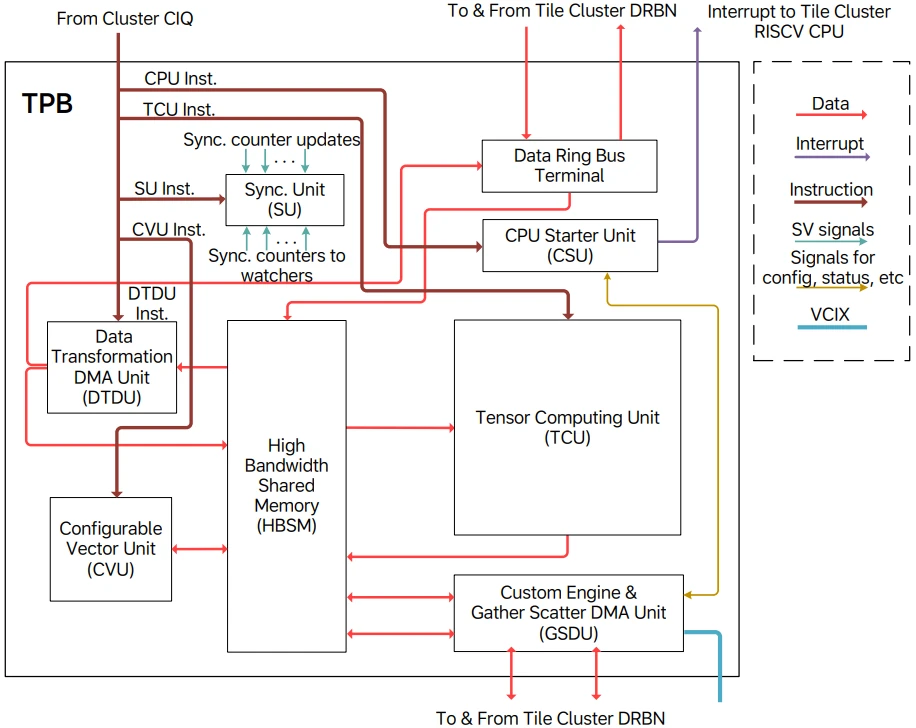 From Cluster CIQ
To & From Tile Cluster DRBN
Interrupt to Tile Cluster
RISCV CPU
TPB
CPU Inst.
TCU Inst.
Sync. counter updates
...
SU Inst.
Sync. Unit
(SU)
CVU Inst.
...
Sync. counters to
watchers
Data Ring Bus
Terminal
CPU Starter Unit
(CSU)
DTDU
Inst.
Data
Transformation
DMA Unit
(DTDU)
High
Bandwidth
Shared
Memory
(HBSM)
Tensor Computing Unit
(TCU)
Configurable
Vector Unit
(CVU)
Custom Engine &
Gather Scatter DMA Unit
(GSDU)
To & From Tile Cluster DRBN
Data
Interrupt
Instruction
SV signals
Signals for
config, status, etc
VCIX